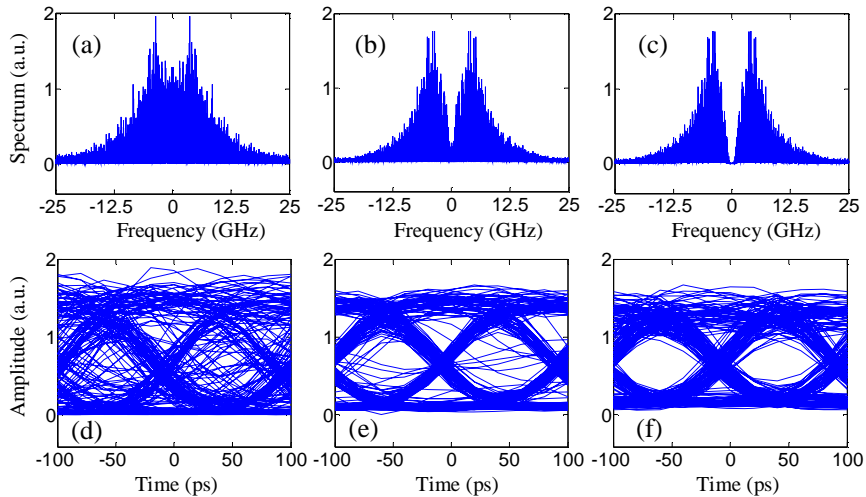 2
1
0
Spectrum (a.u.)
(a)
-25 -12.5 0 12.5 25
Frequency (GHz)
2
1
0
(b)
-25 -12.5 0 12.5 25
Frequency (GHz)
2
1
0
(c)
-25 -12.5 0 12.5 25
Frequency (GHz)
2
1
0
Amplitude (a.u.)
(d)
-100 -50 0 50 100
Time (ps)
2
1
0
(e)
-100 -50 0 50 100
Time (ps)
2
1
0
(f)
-100 -50 0 50 100
Time (ps)